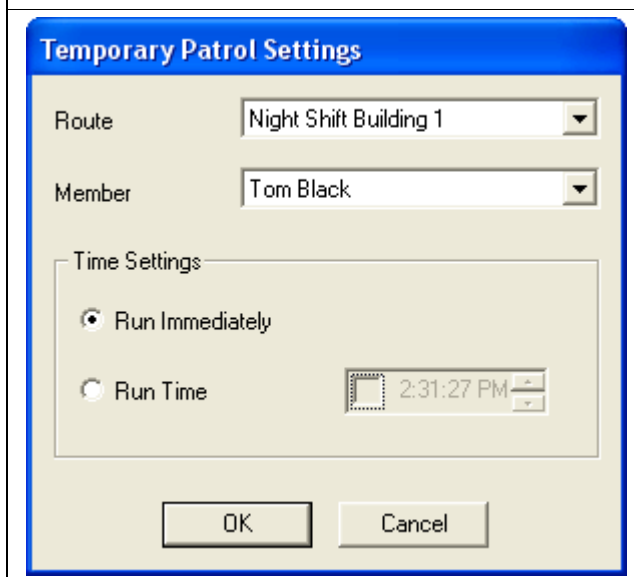 Temporary Patrol Settings
Route Night Shift Building 1
Member Tom Black
Time Settings
Run Immediately
Run Time 2:31:27 PM
OK Cancel